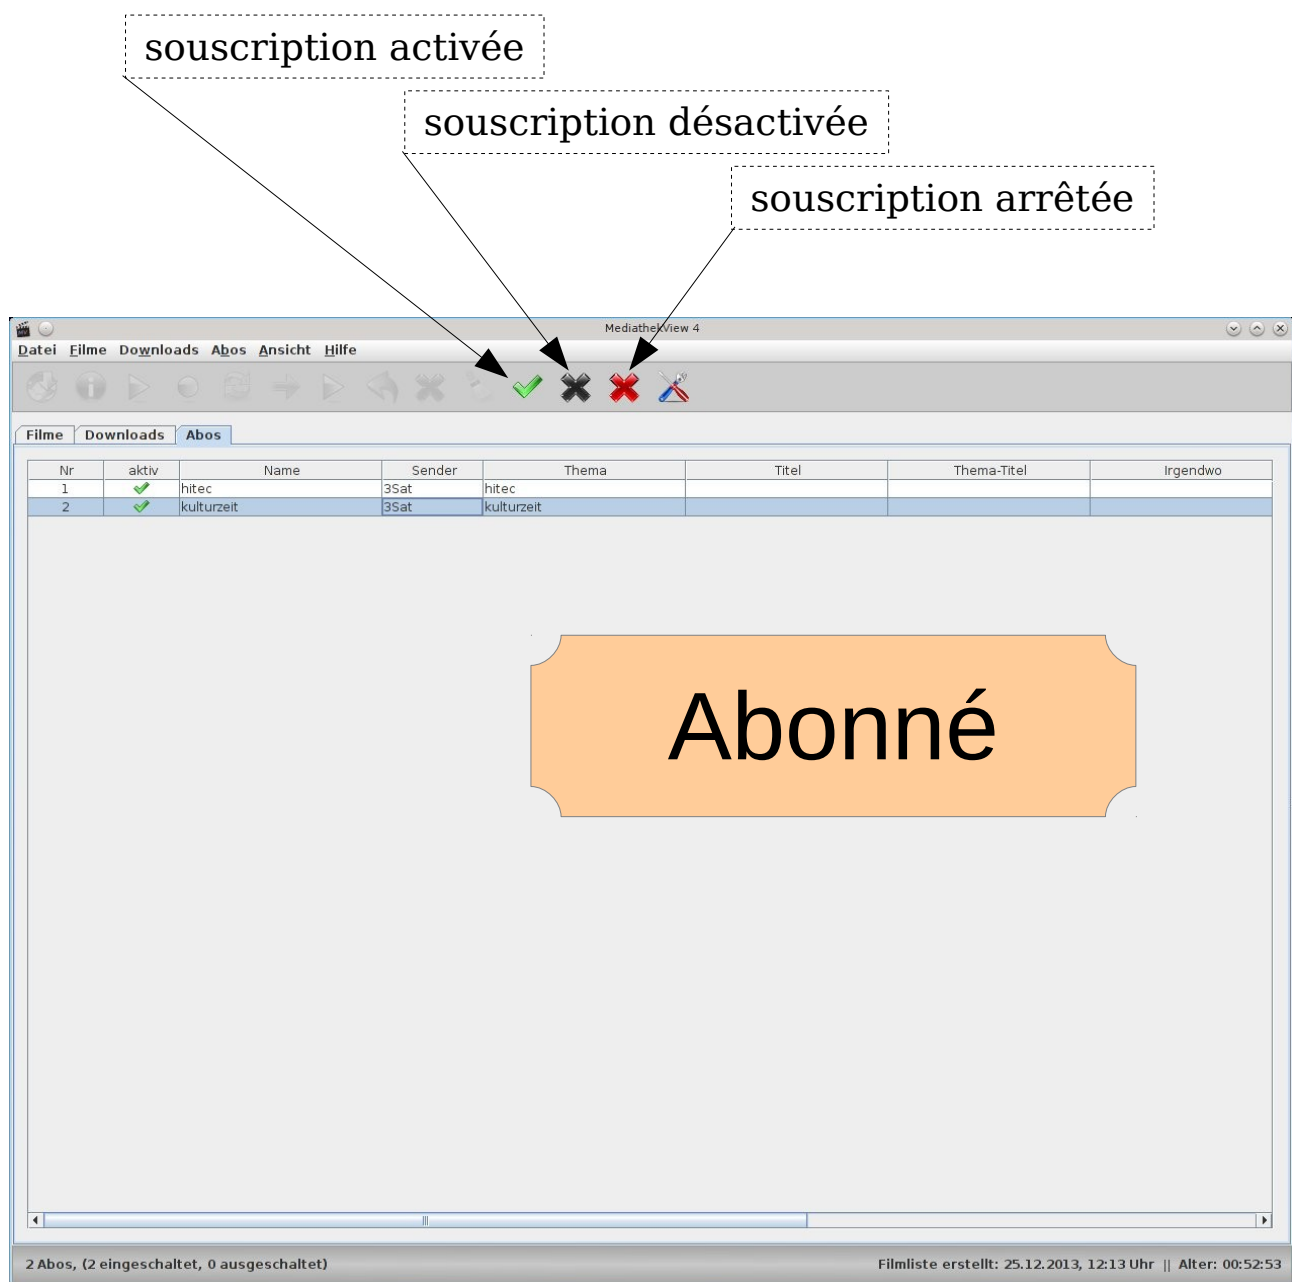 souscription activée
souscription désactivée
souscription arrêtée
MediathekView 4
Datei Filme Downloads Abos Ansicht Hilfe
Filme Downloads Abos
Nr aktiv Name Sender Thema Titel Thema-Titel Irgendwo
1 hitec 3Sat hitec
2 kulturzeit 3Sat kulturzeit
Abonné
2 Abos, (2 eingeschaltet, 0 ausgeschaltet) Filmliste erstellt: 25.12.2013, 12:13 Uhr || Alter: 00:52:53